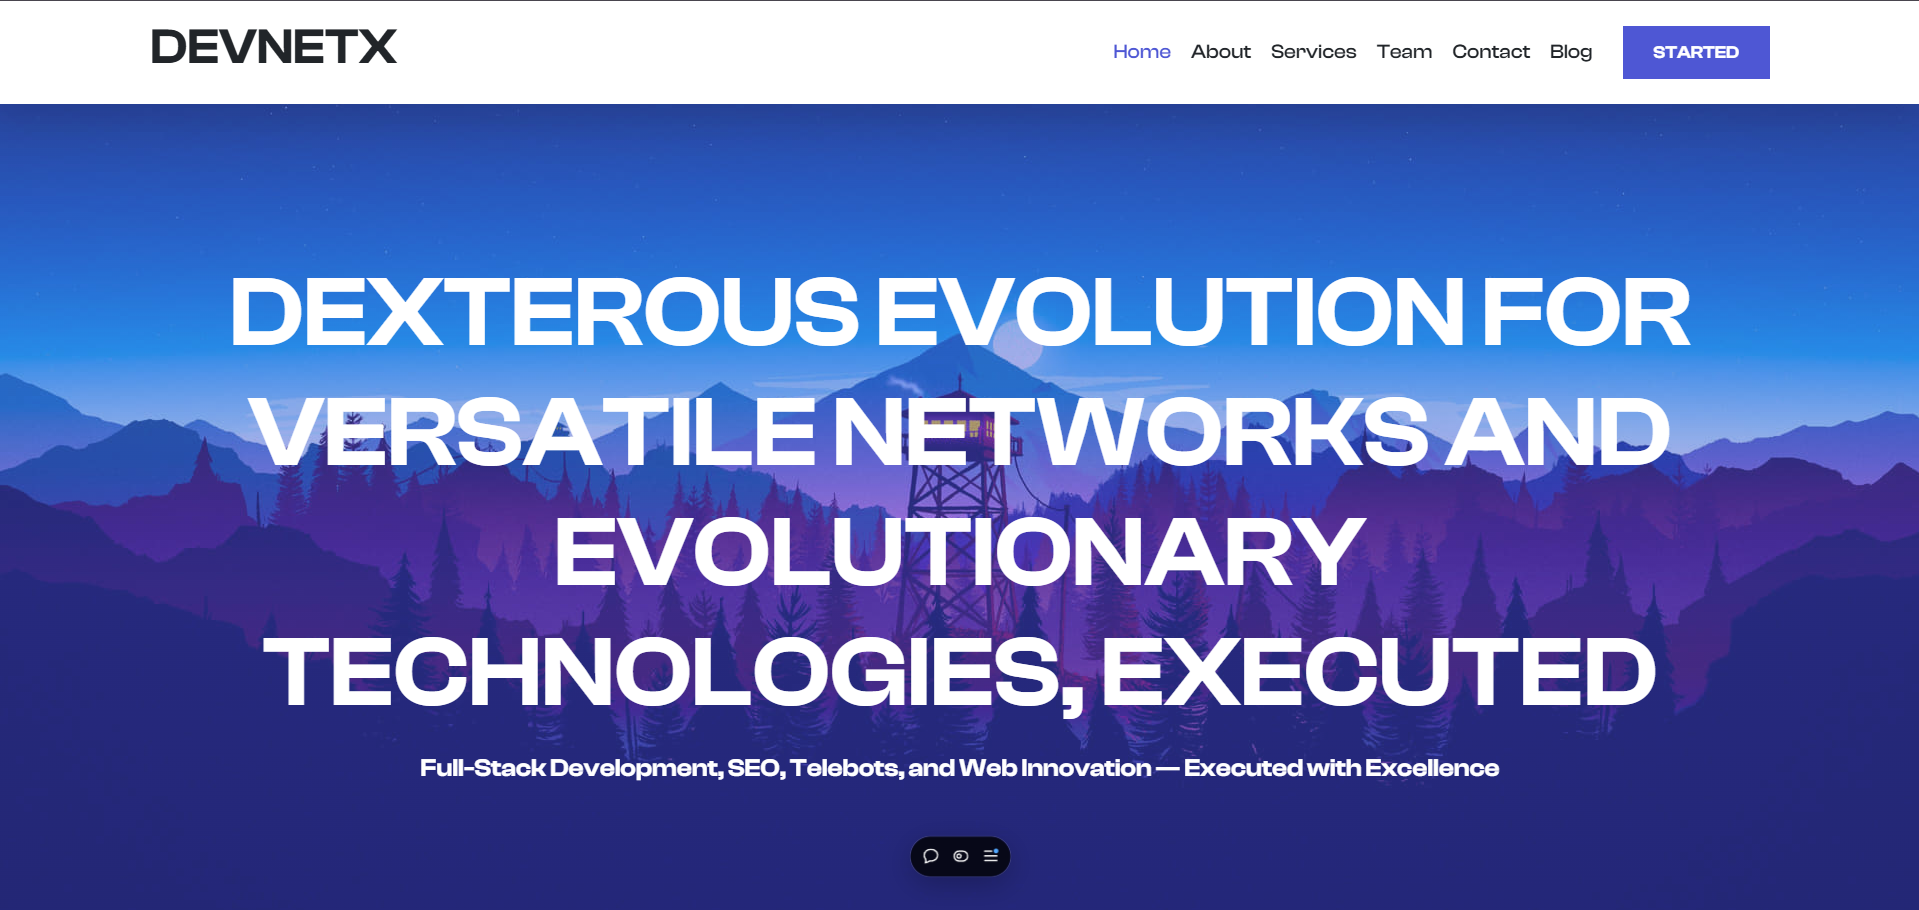 DEVNETX
Home About Services Team Contact Blog STARTED
DEXTEROUS EVOLUTION FOR
VERSATILE NETWORKS AND
EVOLUTIONARY
TECHNOLOGIES, EXECUTED
Full-Stack Development, SEO, Telebots, and Web Innovation — Executed with Excellence